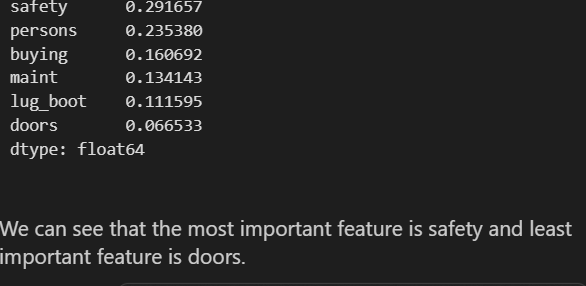 safety 0.291657
persons 0.235380
buying 0.160692
maint 0.134143
lug_boot 0.111595
doors 0.066533
dtype: float64
We can see that the most important feature is safety and least
important feature is doors.